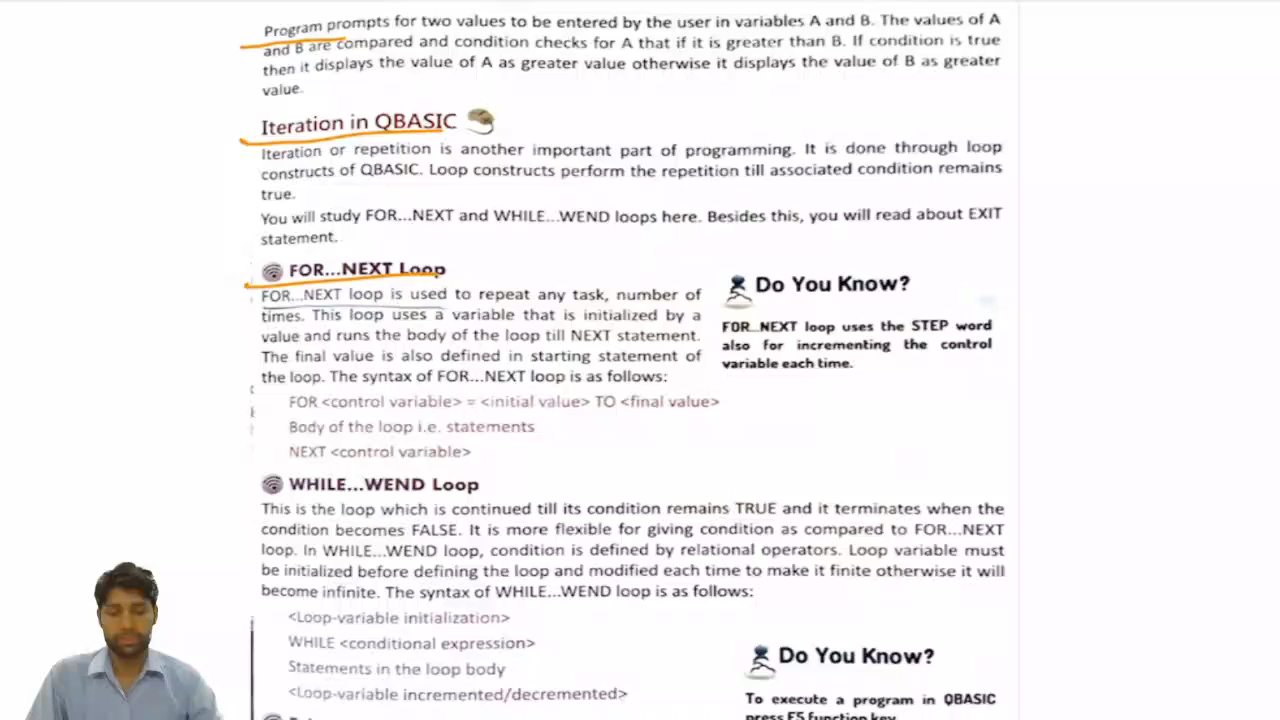 Program prompts for two values to be entered by the user in variables A and B. The values of A
and B are compared and condition checks for A that if it is greater than B. If condition is true
then it displays the value of A as greater value otherwise it displays the value of B as greater
value.
Iteration in QBASIC
Iteration or repetition is another important part of programming. It is done through loop
constructs of QBASIC. Loop constructs perform the repetition till associated condition remains
true.
You will study FOR...NEXT and WHILE...WEND loops here. Besides this, you will read about EXIT
statement.
FOR...NEXT Loop
FOR...NEXT loop is used to repeat any task, number of
times. This loop uses a variable that is initialized by a
value and runs the body of the loop till NEXT statement.
The final value is also defined in starting statement of
the loop. The syntax of FOR...NEXT loop is as follows:
Do You Know?
FOR...NEXT loop uses the STEP word
also for incrementing the control
variable each time.
FOR <control variable> = <initial value> TO <final value>
Body of the loop i.e. statements
NEXT <control variable>
WHILE...WEND Loop
This is the loop which is continued till its condition remains TRUE and it terminates when the
condition becomes FALSE. It is more flexible for giving condition as compared to FOR...NEXT
loop. In WHILE...WEND loop, condition is defined by relational operators. Loop variable must
be initialized before defining the loop and modified each time to make it finite otherwise it will
become infinite. The syntax of WHILE...WEND loop is as follows:
<Loop-variable initialization>
WHILE <conditional expression>
Statements in the loop body
<Loop-variable incremented/decremented>
Do You Know?
To execute a program in QBASIC
press F5 function key